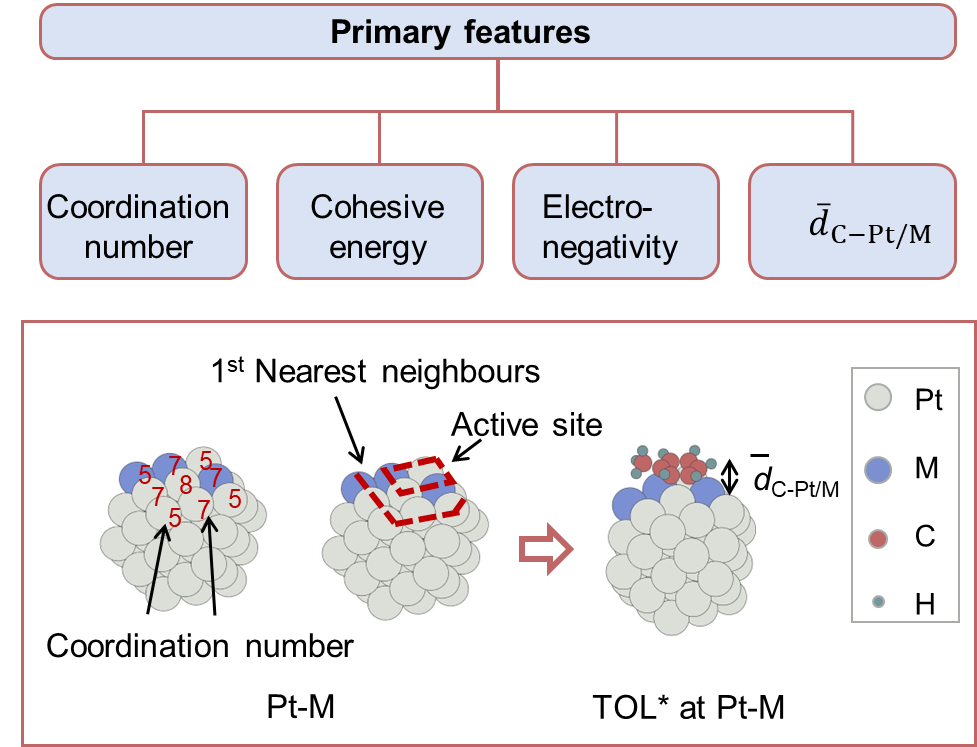 Primary features
Coordination
number
Cohesive
energy
Electro-
negativity
d̄C−Pt/M
1st Nearest neighbours
Active site
5
7
5
7
8
7
5
7
5
d̄C-Pt/M
Pt
M
C
H
Coordination number
Pt-M
TOL* at Pt-M